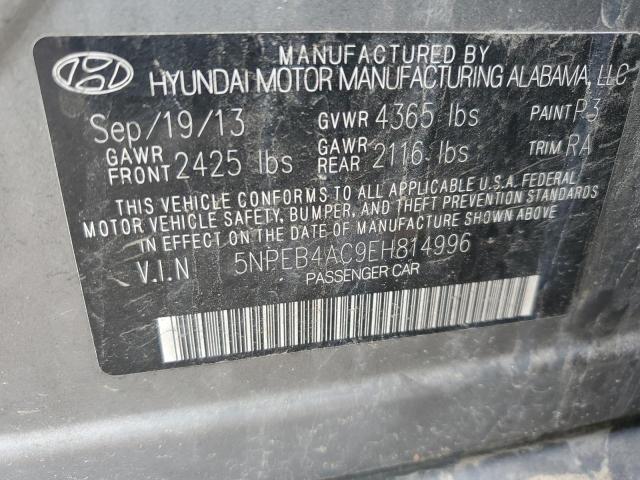 MANUFACTURED BY
HYUNDAI MOTOR MANUFACTURING ALABAMA, LLC
Sep/19/13 GVWR 4365 lbs PAINT P3
GAWR FRONT 2425 lbs GAWR REAR 2116 lbs TRIM RA
THIS VEHICLE CONFORMS TO ALL APPLICABLE U.S.A. FEDERAL
MOTOR VEHICLE SAFETY, BUMPER, AND THEFT PREVENTION STANDARDS
IN EFFECT ON THE DATE OF MANUFACTURE SHOWN ABOVE
V.I.N 5NPEB4AC9EH814996
PASSENGER CAR